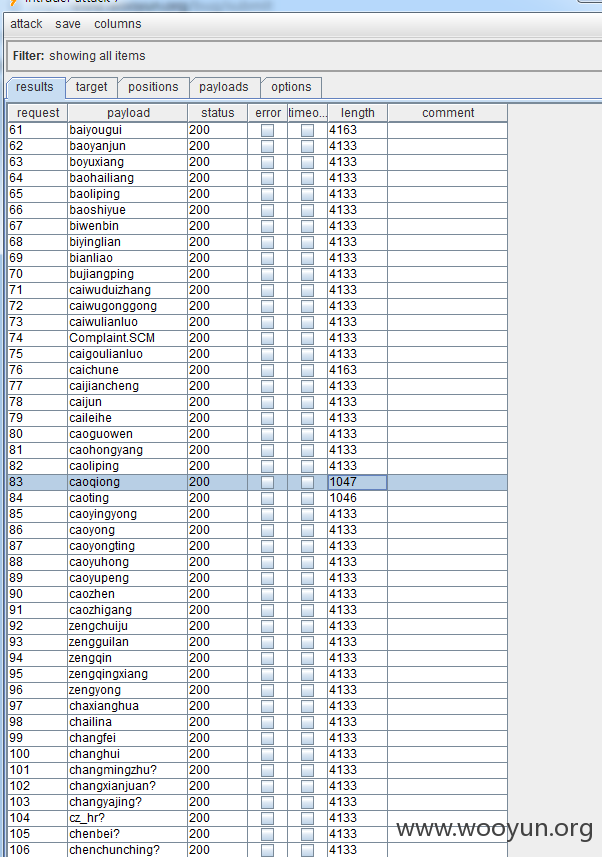 attack save columns
Filter: showing all items
results target positions payloads options
request payload status error timeo... length comment
61 baiyougui 200 4163
62 baoyanjun 200 4133
63 boyuxiang 200 4133
64 baohailiang 200 4133
65 baoliping 200 4133
66 baoshiyue 200 4133
67 biwenbin 200 4133
68 biyinglian 200 4133
69 bianliao 200 4133
70 bujiangping 200 4133
71 caiwuduizhang 200 4133
72 caiwugonggong 200 4133
73 caiwulianluo 200 4133
74 Complaint.SCM 200 4133
75 caigoulianluo 200 4133
76 caichune 200 4163
77 caijiancheng 200 4133
78 caijun 200 4133
79 caileihe 200 4133
80 caoguowen 200 4133
81 caohongyang 200 4133
82 caoliping 200 4133
83 caoqiong 200 1047
84 caoting 200 1046
85 caoyingyong 200 4133
86 caoyong 200 4133
87 caoyongting 200 4133
88 caoyuhong 200 4133
89 caoyupeng 200 4133
90 caozhen 200 4133
91 caozhigang 200 4133
92 zengchuiju 200 4133
93 zengguilan 200 4133
94 zengqin 200 4133
95 zengqingxiang 200 4133
96 zengyong 200 4133
97 chaxianghua 200 4133
98 chailina 200 4133
99 changfei 200 4133
100 changhui 200 4133
101 changmingzhu? 200 4133
102 changxianjuan? 200 4133
103 changyajing? 200 4133
104 cz_hr? 200 4133
105 chenbei? 200 4133
106 chenchunching? 200 4133
www.wooyun.org